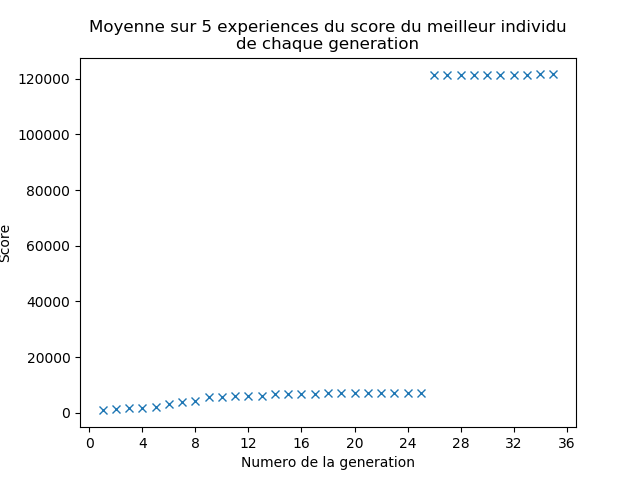 Moyenne sur 5 experiences du score du meilleur individu
de chaque generation
120000
100000
80000
60000
40000
20000
0
Score
0 4 8 12 16 20 24 28 32 36
Numero de la generation